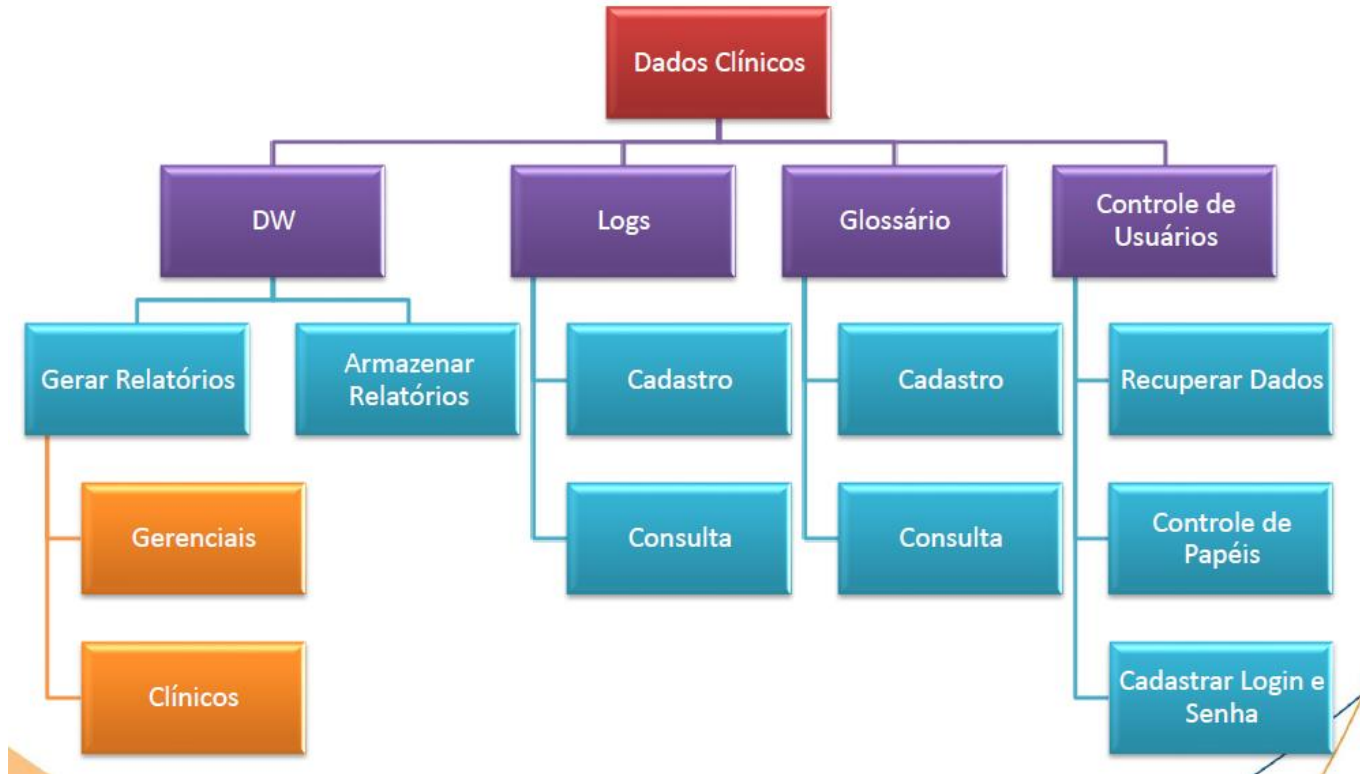 Dados Clínicos
DW
Logs
Glossário
Controle de
Usuários
Gerar Relatórios
Armazenar
Relatórios
Cadastro
Cadastro
Recuperar Dados
Gerenciais
Consulta
Consulta
Controle de
Papéis
Clínicos
Cadastrar Login e
Senha